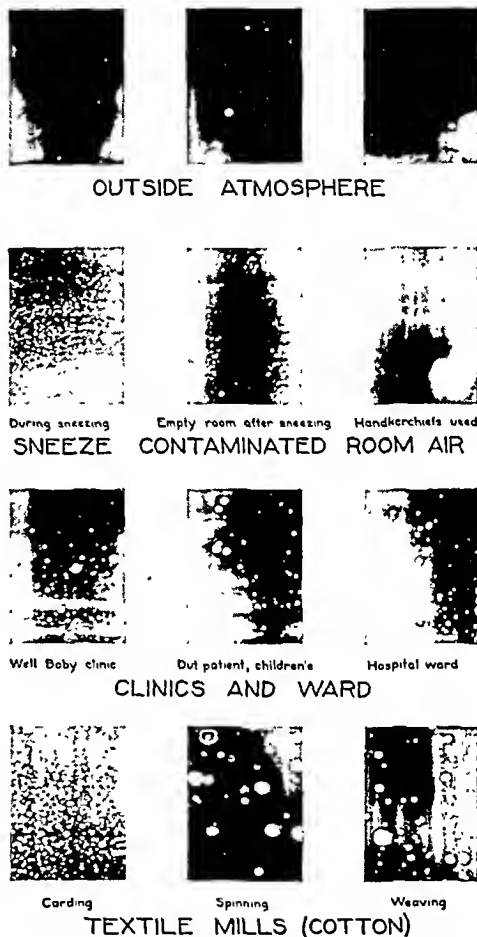 OUTSIDE ATMOSPHERE
During sneezing Empty room after sneezing Handkerchiefs used
SNEEZE CONTAMINATED ROOM AIR
Well Baby clinic Out patient, children's Hospital ward
CLINICS AND WARD
Carding Spinning Weaving
TEXTILE MILLS (COTTON)